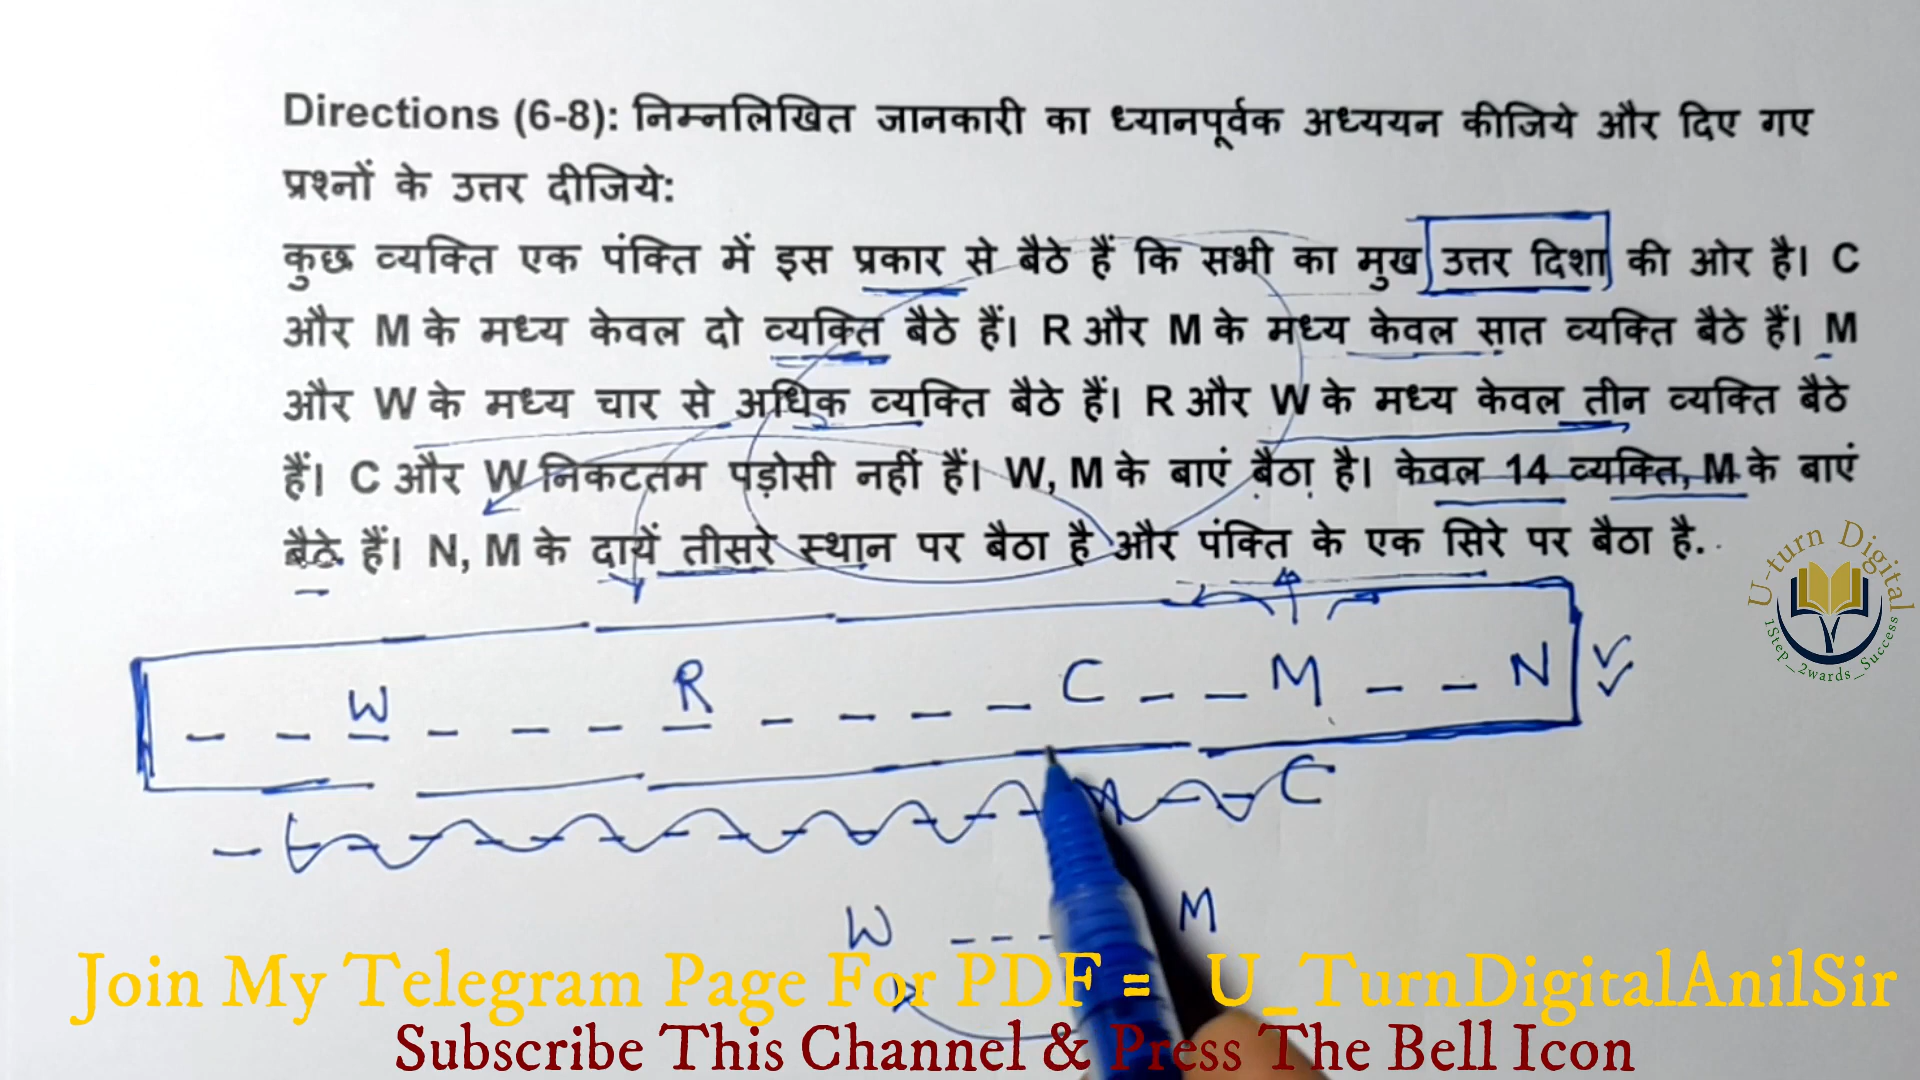 Directions (6-8): निम्नलिखित जानकारी का ध्यानपूर्वक अध्ययन कीजिये और दिए गए
प्रश्नों के उत्तर दीजिये:
कुछ व्यक्ति एक पंक्ति में इस प्रकार से बैठे हैं कि सभी का मुख उत्तर दिशा की ओर है। C
और M के मध्य केवल दो व्यक्ति बैठे हैं। R और M के मध्य केवल सात व्यक्ति बैठे हैं। M
और W के मध्य चार से अधिक व्यक्ति बैठे हैं। R और W के मध्य केवल तीन व्यक्ति बैठे
हैं। C और W निकटतम पड़ोसी नहीं हैं। W, M के बाएं बैठा है। केवल 14 व्यक्ति, M के बाएं
बैठे हैं। N, M के दायें तीसरे स्थान पर बैठा है और पंक्ति के एक सिरे पर बैठा है.
U-turn Digital
1Step_2wards_Success
_ _ W _ _ _ R _ _ _ _ C _ _ M _ _ N
C
W _ _ _ M
Join My Telegram Page For PDF = U_TurnDigitalAnilSir
Subscribe This Channel & Press The Bell Icon